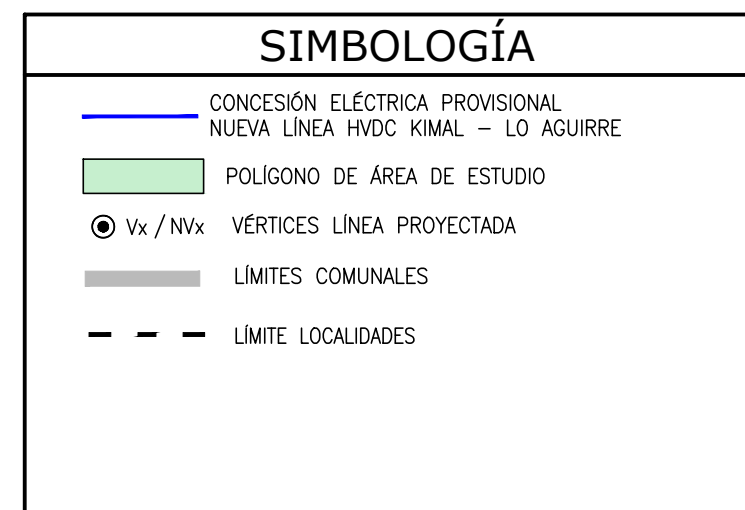 SIMBOLOGÍA
CONCESIÓN ELÉCTRICA PROVISIONAL
NUEVA LÍNEA HVDC KIMAL – LO AGUIRRE
POLÍGONO DE ÁREA DE ESTUDIO
Vx / NVx VÉRTICES LÍNEA PROYECTADA
LÍMITES COMUNALES
LÍMITE LOCALIDADES